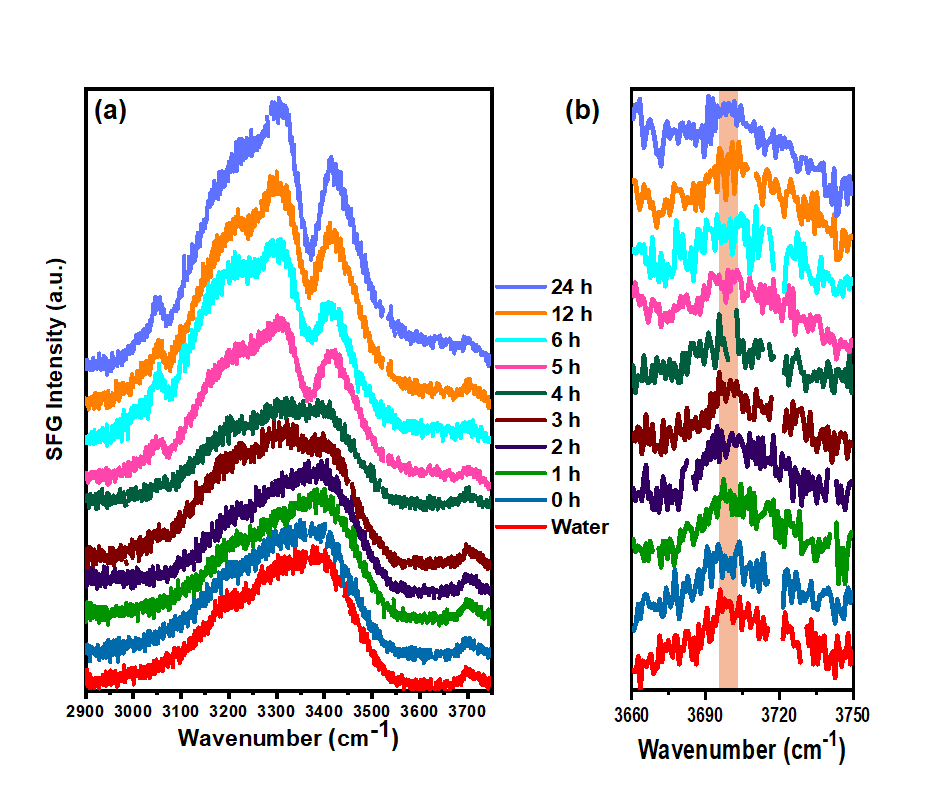 (a)
(b)
SFG Intensity (a.u.)
24 h
12 h
6 h
5 h
4 h
3 h
2 h
1 h
0 h
Water
2900 3000 3100 3200 3300 3400 3500 3600 3700
Wavenumber (cm-1)
3660 3690 3720 3750
Wavenumber (cm-1)